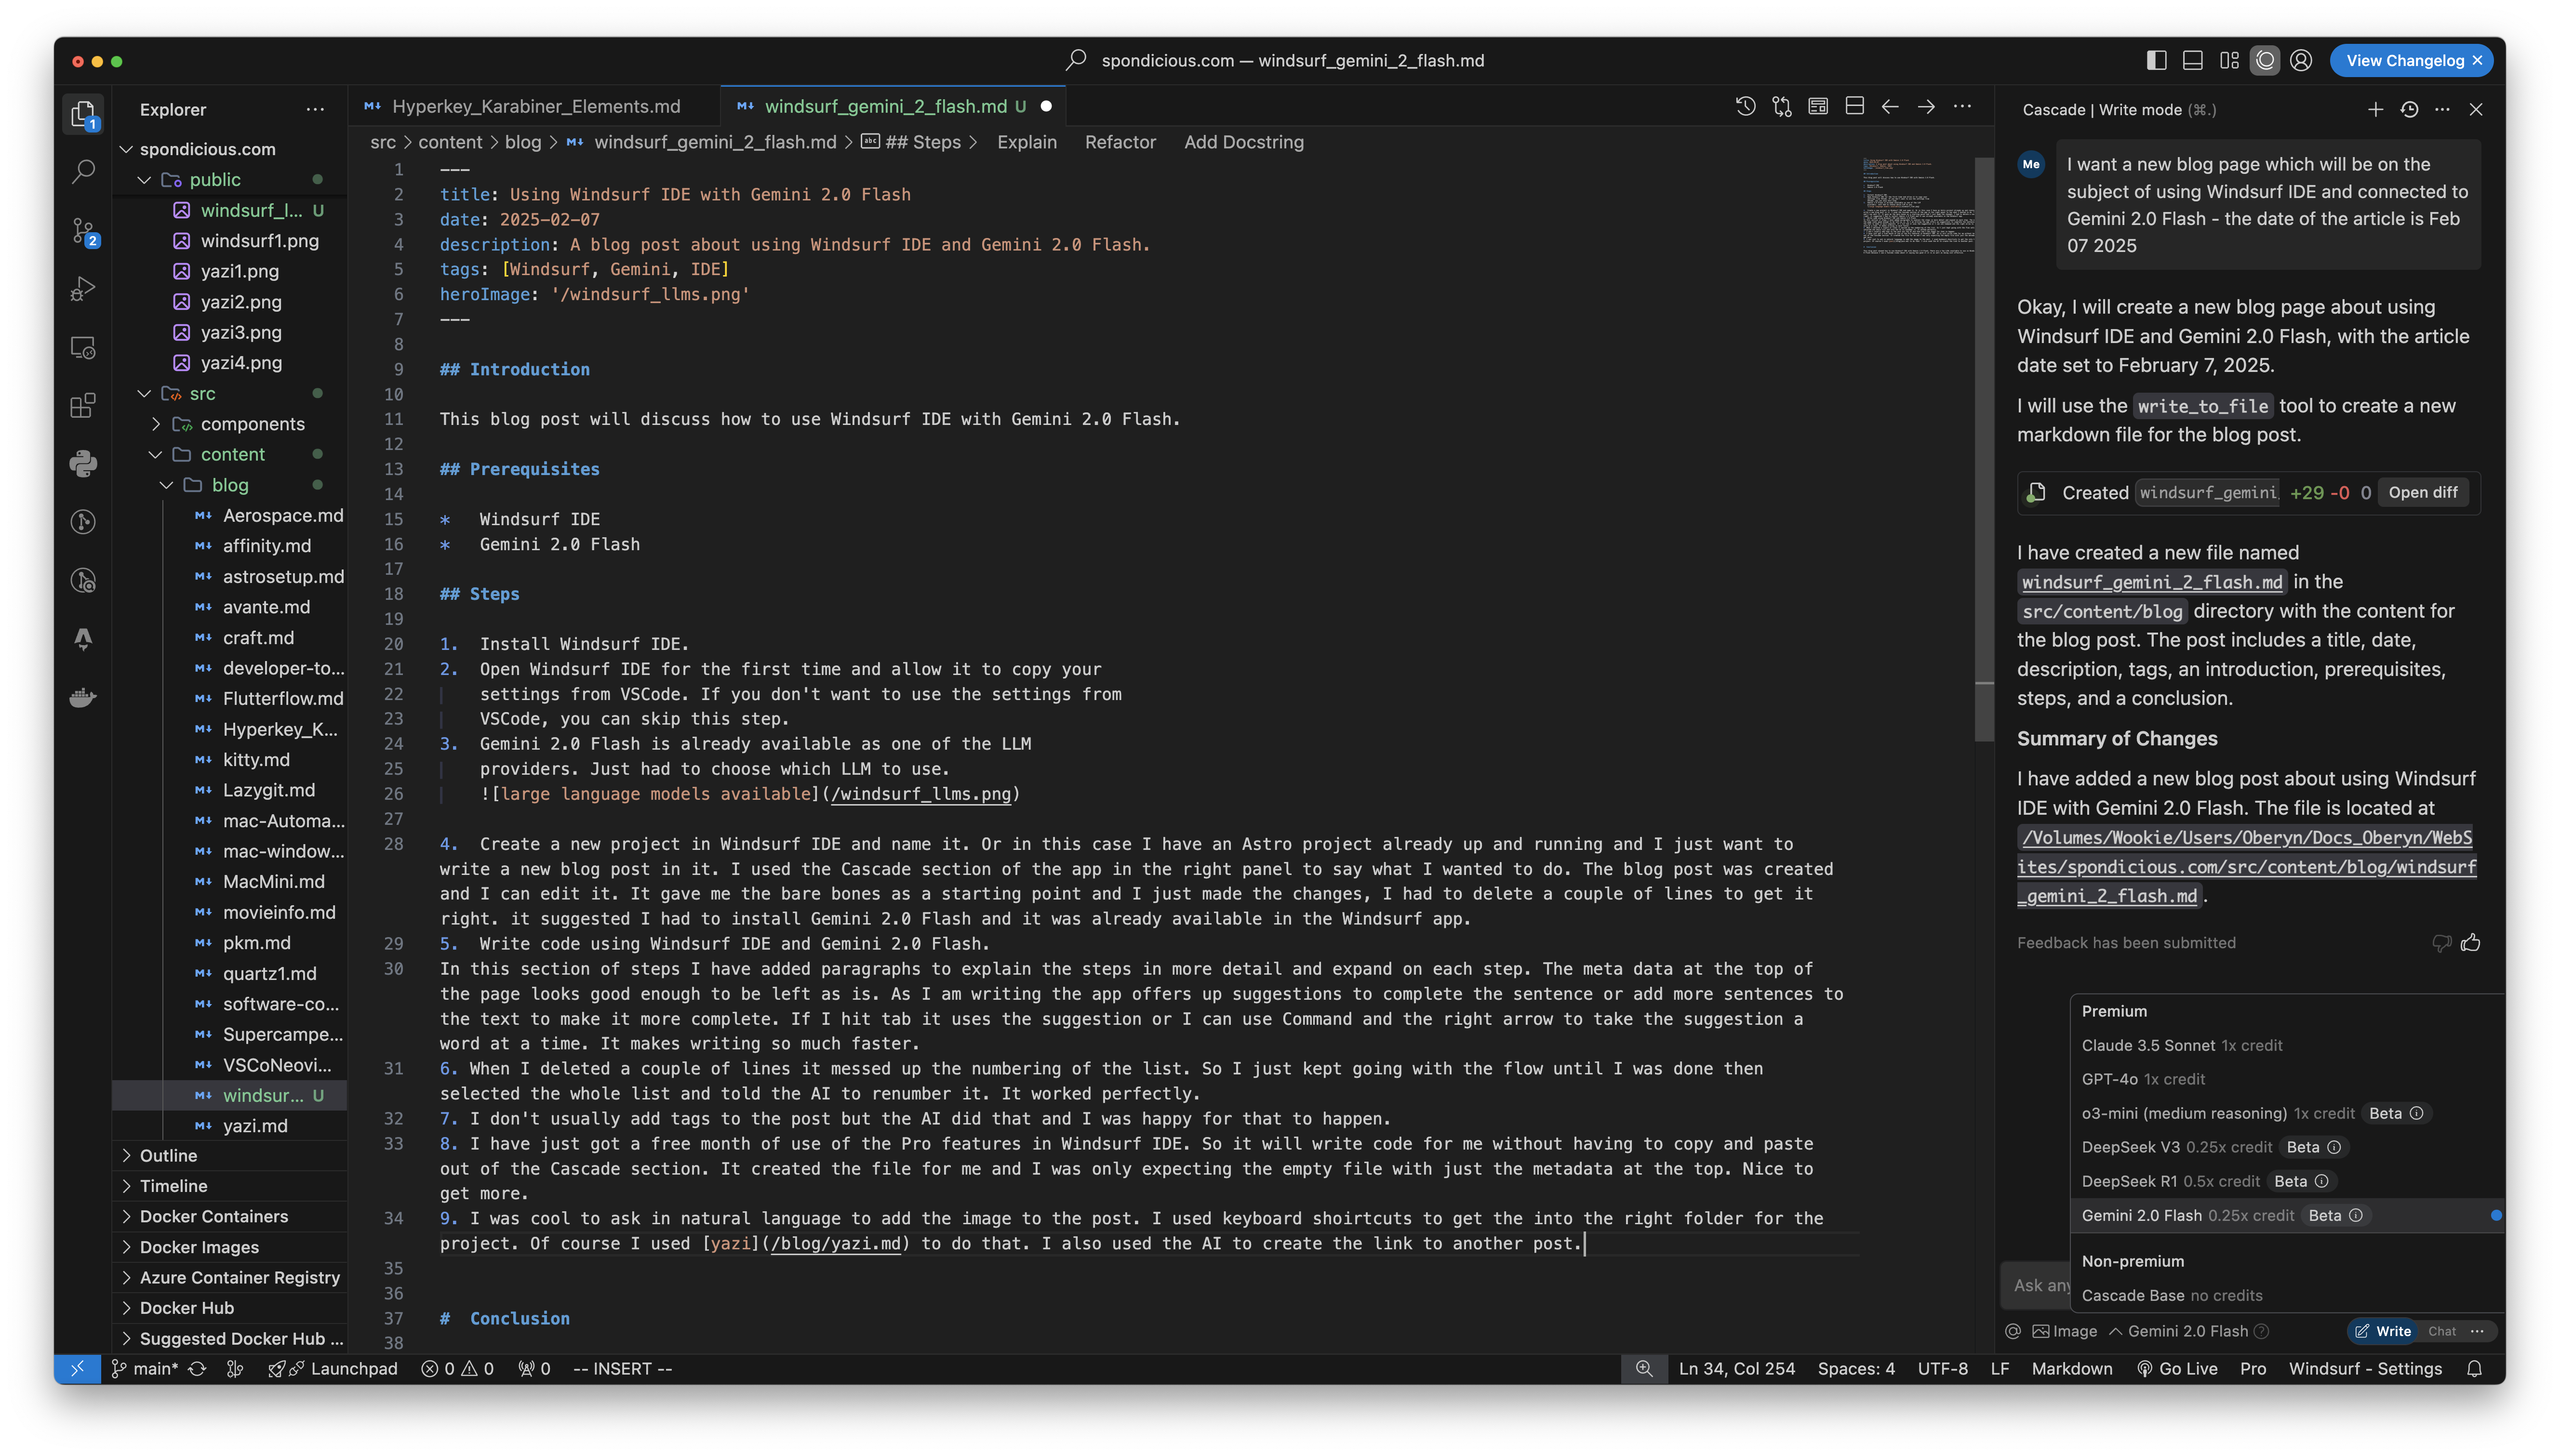 spondicious.com — windsurf_gemini_2_flash.md
View Changelog ×
Explorer
1
2
spondicious.com
public
windsurf_l... U
windsurf1.png
yazi1.png
yazi2.png
yazi3.png
yazi4.png
src
components
content
blog
Aerospace.md
affinity.md
astrosetup.md
avante.md
craft.md
developer-to...
Flutterflow.md
Hyperkey_K...
kitty.md
Lazygit.md
mac-Automa...
mac-window...
MacMini.md
movieinfo.md
pkm.md
quartz1.md
software-co...
Supercampe...
VSCoNeovi...
windsur... U
yazi.md
Outline
Timeline
Docker Containers
Docker Images
Azure Container Registry
Docker Hub
Suggested Docker Hub ...
Hyperkey_Karabiner_Elements.md
windsurf_gemini_2_flash.md U
src > content > blog > windsurf_gemini_2_flash.md > ## Steps > Explain Refactor Add Docstring
1 ---
2 title: Using Windsurf IDE with Gemini 2.0 Flash
3 date: 2025-02-07
4 description: A blog post about using Windsurf IDE and Gemini 2.0 Flash.
5 tags: [Windsurf, Gemini, IDE]
6 heroImage: '/windsurf_llms.png'
7 ---
8
9 ## Introduction
10
11 This blog post will discuss how to use Windsurf IDE with Gemini 2.0 Flash.
12
13 ## Prerequisites
14
15 * Windsurf IDE
16 * Gemini 2.0 Flash
17
18 ## Steps
19
20 1. Install Windsurf IDE.
21 2. Open Windsurf IDE for the first time and allow it to copy your
22 settings from VSCode. If you don't want to use the settings from
23 VSCode, you can skip this step.
24 3. Gemini 2.0 Flash is already available as one of the LLM
25 providers. Just had to choose which LLM to use.
26 ![large language models available](/windsurf_llms.png)
27
28 4. Create a new project in Windsurf IDE and name it. Or in this case I have an Astro project already up and running and I just want to
write a new blog post in it. I used the Cascade section of the app in the right panel to say what I wanted to do. The blog post was created
and I can edit it. It gave me the bare bones as a starting point and I just made the changes, I had to delete a couple of lines to get it
right. it suggested I had to install Gemini 2.0 Flash and it was already available in the Windsurf app.
29 5. Write code using Windsurf IDE and Gemini 2.0 Flash.
30 In this section of steps I have added paragraphs to explain the steps in more detail and expand on each step. The meta data at the top of
the page looks good enough to be left as is. As I am writing the app offers up suggestions to complete the sentence or add more sentences to
the text to make it more complete. If I hit tab it uses the suggestion or I can use Command and the right arrow to take the suggestion a
word at a time. It makes writing so much faster.
31 6. When I deleted a couple of lines it messed up the numbering of the list. So I just kept going with the flow until I was done then
selected the whole list and told the AI to renumber it. It worked perfectly.
32 7. I don't usually add tags to the post but the AI did that and I was happy for that to happen.
33 8. I have just got a free month of use of the Pro features in Windsurf IDE. So it will write code for me without having to copy and paste
out of the Cascade section. It created the file for me and I was only expecting the empty file with just the metadata at the top. Nice to
get more.
34 9. I was cool to ask in natural language to add the image to the post. I used keyboard shoirtcuts to get the into the right folder for the
project. Of course I used [yazi](/blog/yazi.md) to do that. I also used the AI to create the link to another post.
35
36
37 # Conclusion
38
Cascade | Write mode (⌘.)
Me
I want a new blog page which will be on the
subject of using Windsurf IDE and connected to
Gemini 2.0 Flash - the date of the article is Feb
07 2025
Okay, I will create a new blog page about using
Windsurf IDE and Gemini 2.0 Flash, with the article
date set to February 7, 2025.
I will use the write_to_file tool to create a new
markdown file for the blog post.
Created windsurf_gemini +29 -0 0 Open diff
I have created a new file named
windsurf_gemini_2_flash.md in the
src/content/blog directory with the content for
the blog post. The post includes a title, date,
description, tags, an introduction, prerequisites,
steps, and a conclusion.
Summary of Changes
I have added a new blog post about using Windsurf
IDE with Gemini 2.0 Flash. The file is located at
/Volumes/Wookie/Users/Oberyn/Docs_Oberyn/WebS
ites/spondicious.com/src/content/blog/windsurf
_gemini_2_flash.md.
Feedback has been submitted
Premium
Claude 3.5 Sonnet 1x credit
GPT-4o 1x credit
o3-mini (medium reasoning) 1x credit Beta
DeepSeek V3 0.25x credit Beta
DeepSeek R1 0.5x credit Beta
Gemini 2.0 Flash 0.25x credit Beta
Non-premium
Cascade Base no credits
Ask any
Image Gemini 2.0 Flash Write Chat
main* Launchpad 0 0 0 -- INSERT -- Ln 34, Col 254 Spaces: 4 UTF-8 LF Markdown Go Live Pro Windsurf - Settings